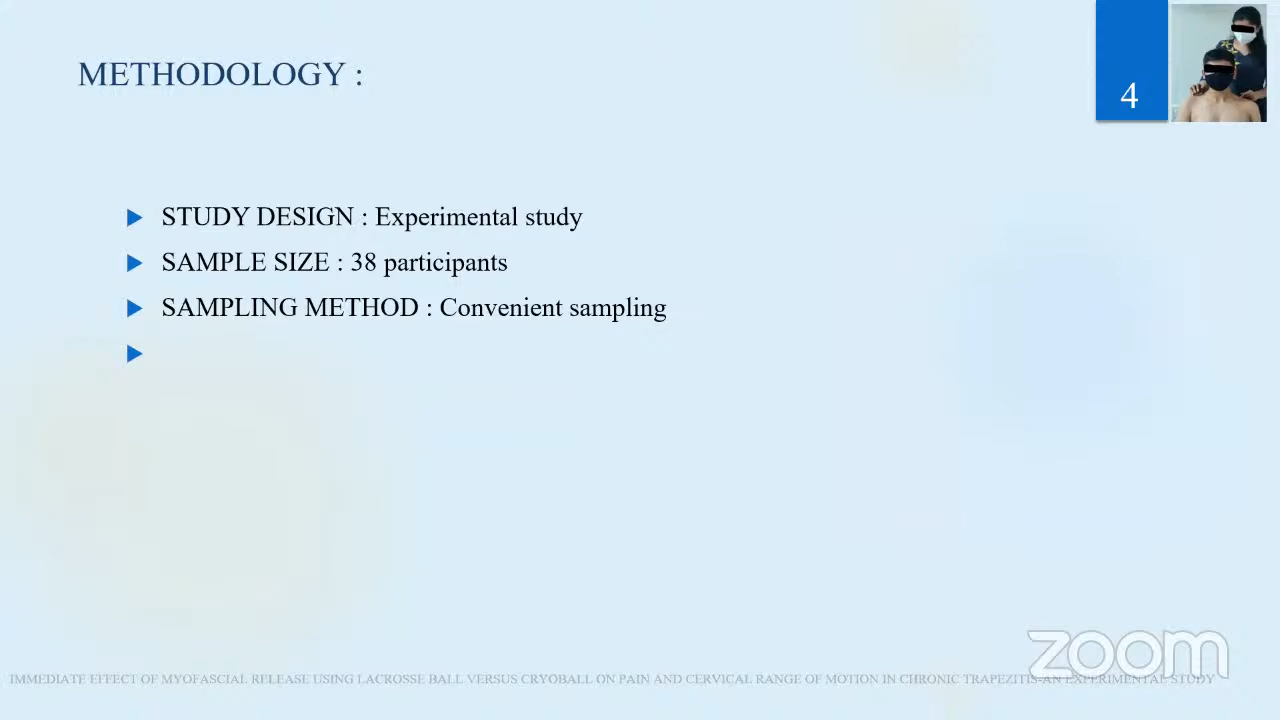 METHODOLOGY :
4
STUDY DESIGN : Experimental study
SAMPLE SIZE : 38 participants
SAMPLING METHOD : Convenient sampling
zoom
IMMEDIATE EFFECT OF MYOFASCIAL RELEASE USING LACROSSE BALL VERSUS CRYOBALL ON PAIN AND CERVICAL RANGE OF MOTION IN CHRONIC TRAPEZITIS-AN EXPERIMENTAL STUDY